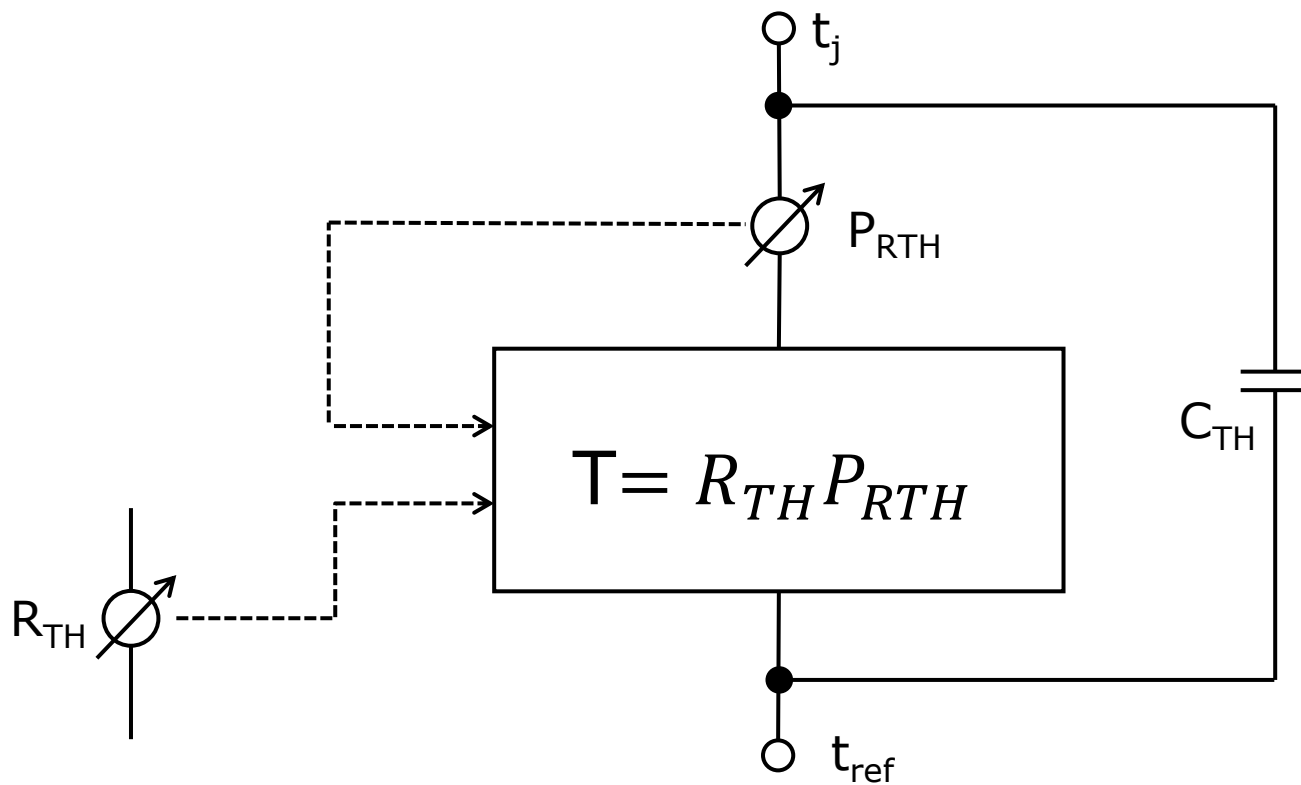 t_j
P_RTH
C_TH
T= R_TH P_RTH
R_TH
t_ref